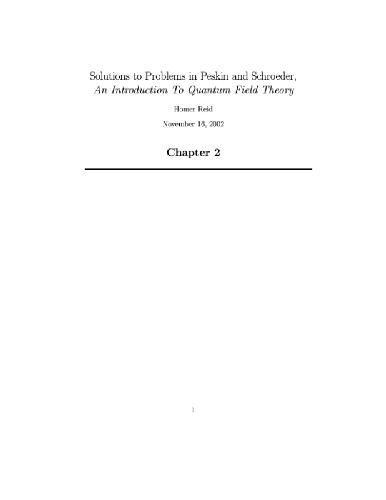 Solutions to Problems in Peskin and Schroeder,
An Introduction To Quantum Field Theory
Homer Reid
November 16, 2002
Chapter 2
1